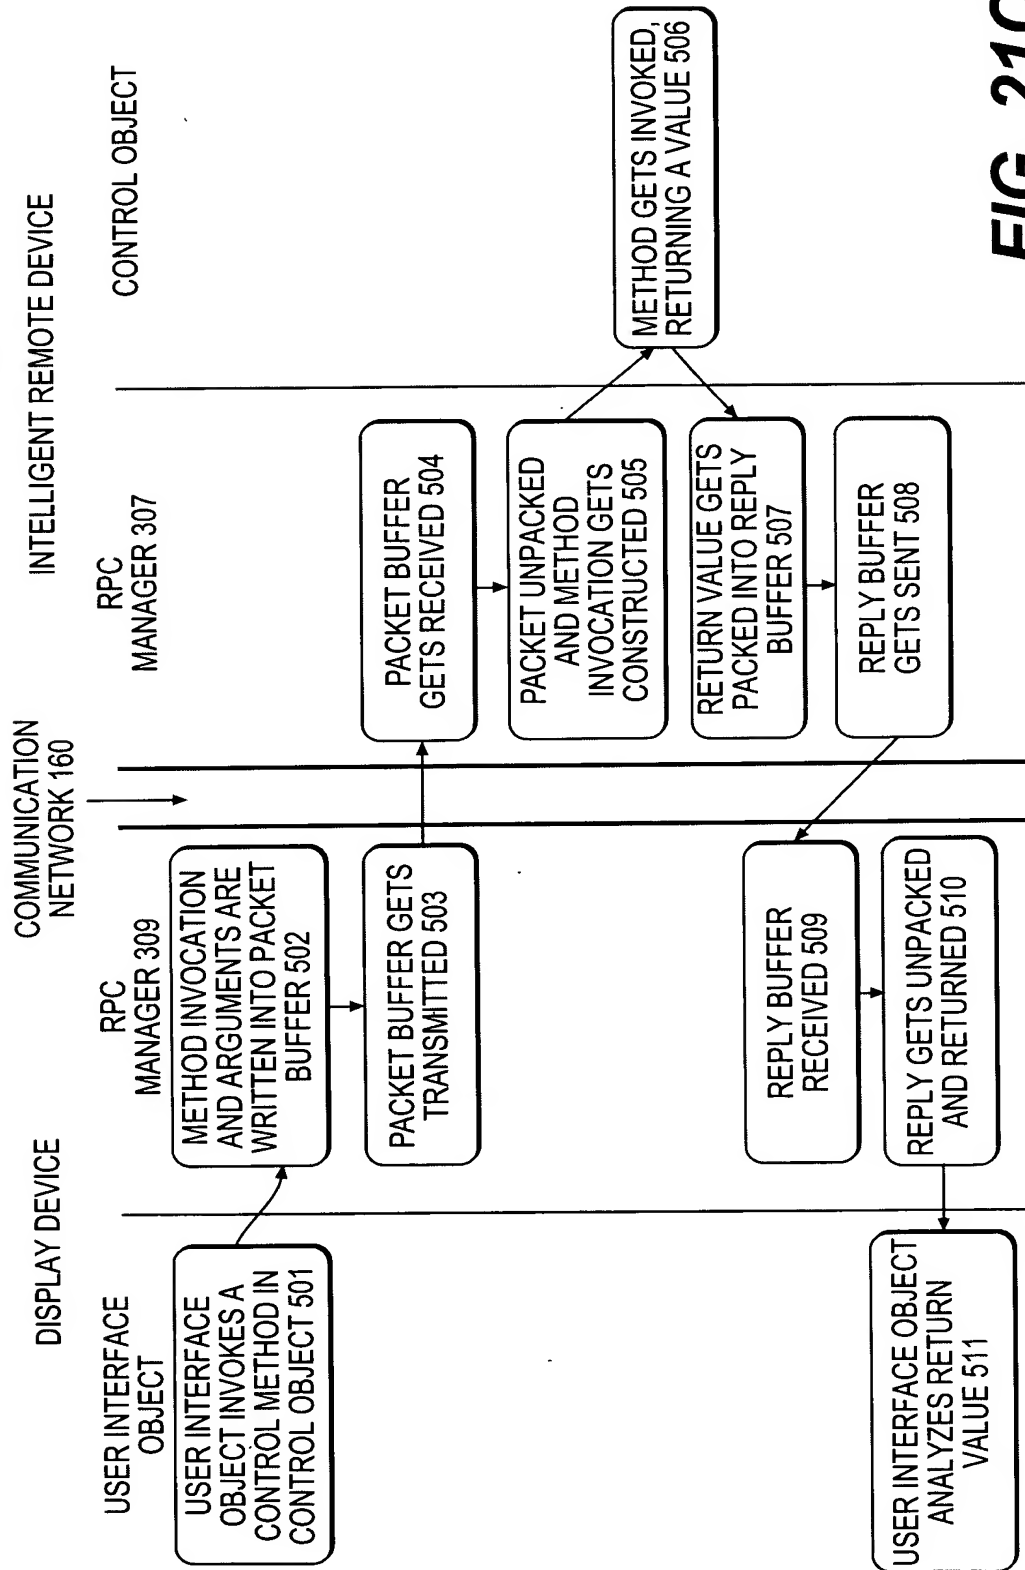 DISPLAY DEVICE
INTELLIGENT REMOTE DEVICE
COMMUNICATION
NETWORK 160
USER INTERFACE
OBJECT
RPC
MANAGER 309
RPC
MANAGER 307
CONTROL OBJECT
USER INTERFACE
OBJECT INVOKES A
CONTROL METHOD IN
CONTROL OBJECT 501
METHOD INVOCATION
AND ARGUMENTS ARE
WRITTEN INTO PACKET
BUFFER 502
PACKET BUFFER GETS
TRANSMITTED 503
PACKET BUFFER
GETS RECEIVED 504
PACKET UNPACKED
AND METHOD
INVOCATION GETS
CONSTRUCTED 505
METHOD GETS INVOKED,
RETURNING A VALUE 506
RETURN VALUE GETS
PACKED INTO REPLY
BUFFER 507
REPLY BUFFER
GETS SENT 508
REPLY BUFFER
RECEIVED 509
REPLY GETS UNPACKED
AND RETURNED 510
USER INTERFACE OBJECT
ANALYZES RETURN
VALUE 511
FIG. 21C